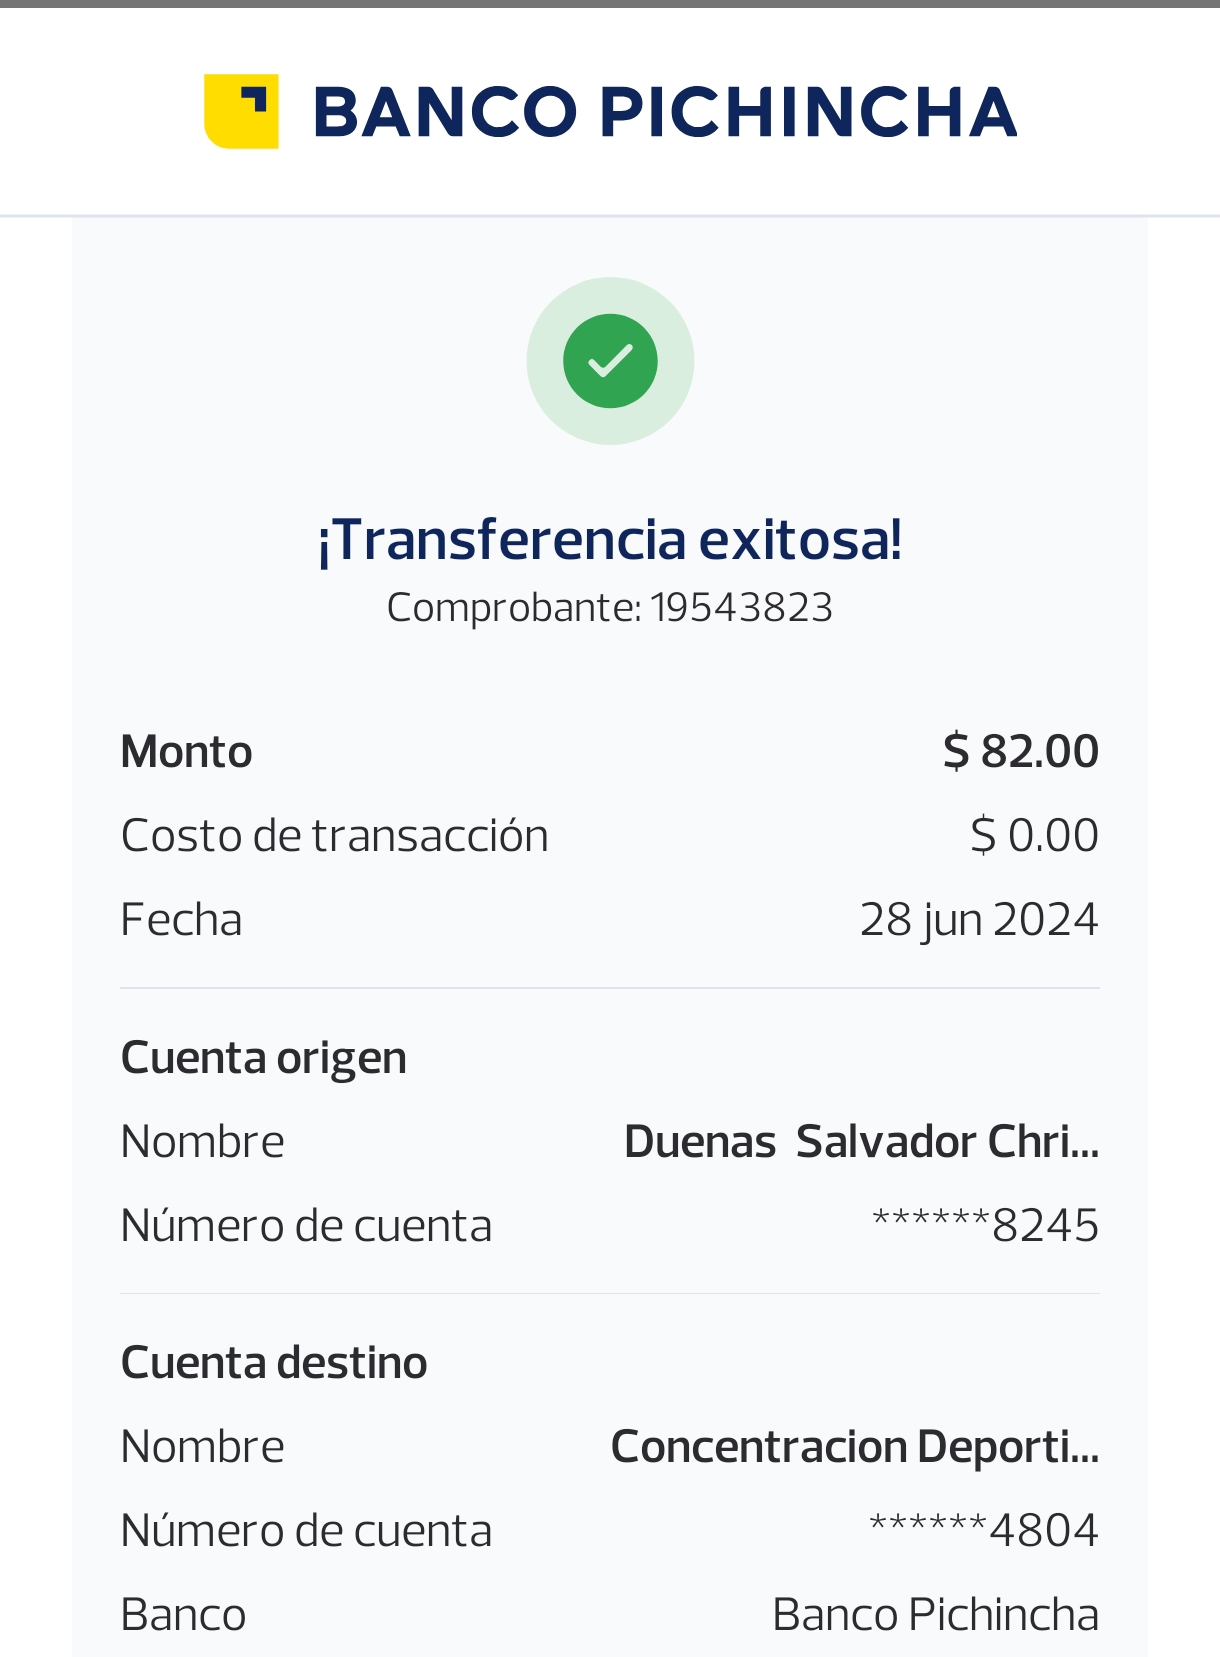 BANCO PICHINCHA
¡Transferencia exitosa!
Comprobante: 19543823
Monto $ 82.00
Costo de transacción $ 0.00
Fecha 28 jun 2024
Cuenta origen
Nombre Duenas  Salvador Chri...
Número de cuenta ******8245
Cuenta destino
Nombre Concentracion Deporti...
Número de cuenta ******4804
Banco Banco Pichincha